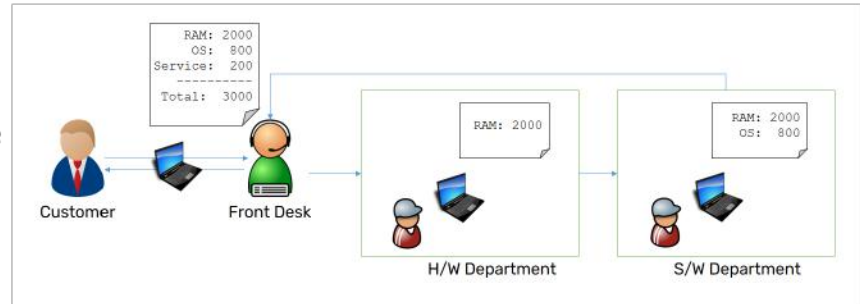 RAM: 2000
OS: 800
Service: 200
----------
Total: 3000
Customer
Front Desk
RAM: 2000
H/W Department
RAM: 2000
OS: 800
S/W Department